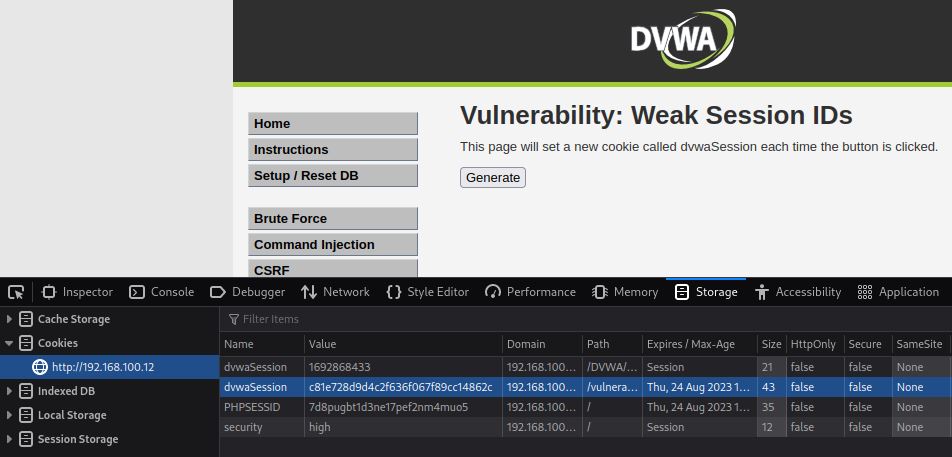 DVWA
Vulnerability: Weak Session IDs
This page will set a new cookie called dvwaSession each time the button is clicked.
Generate
Home
Instructions
Setup / Reset DB
Brute Force
Command Injection
CSRF
Inspector Console Debugger Network Style Editor Performance Memory Storage Accessibility Application
Cache Storage
Cookies
http://192.168.100.12
Indexed DB
Local Storage
Session Storage
Filter Items
Name Value Domain Path Expires / Max-Age Size HttpOnly Secure SameSite
dvwaSession 1692868433 192.168.100... /DVWA/... Session 21 false false None
dvwaSession c81e728d9d4c2f636f067f89cc14862c 192.168.100... /vulnera... Thu, 24 Aug 2023 1... 43 false false None
PHPSESSID 7d8pugbt1d3ne17pef2nm4muo5 192.168.100... / Thu, 24 Aug 2023 1... 35 false false None
security high 192.168.100... / Session 12 false false None